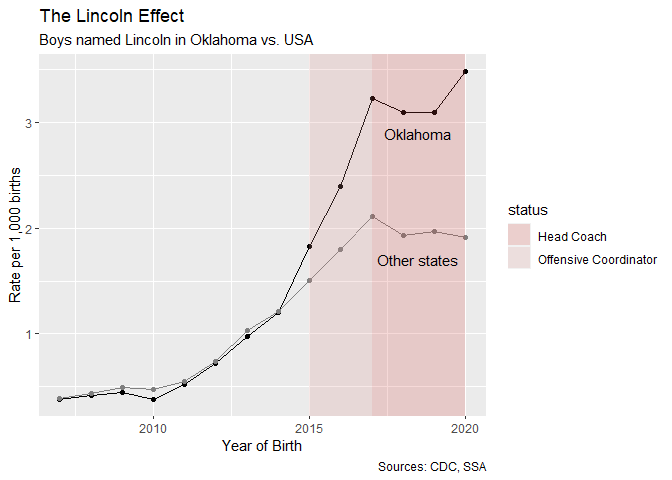 The Lincoln Effect
Boys named Lincoln in Oklahoma vs. USA
Rate per 1,000 births
3
2
1
Oklahoma
Other states
2010
2015
2020
Year of Birth
status
Head Coach
Offensive Coordinator
Sources: CDC, SSA